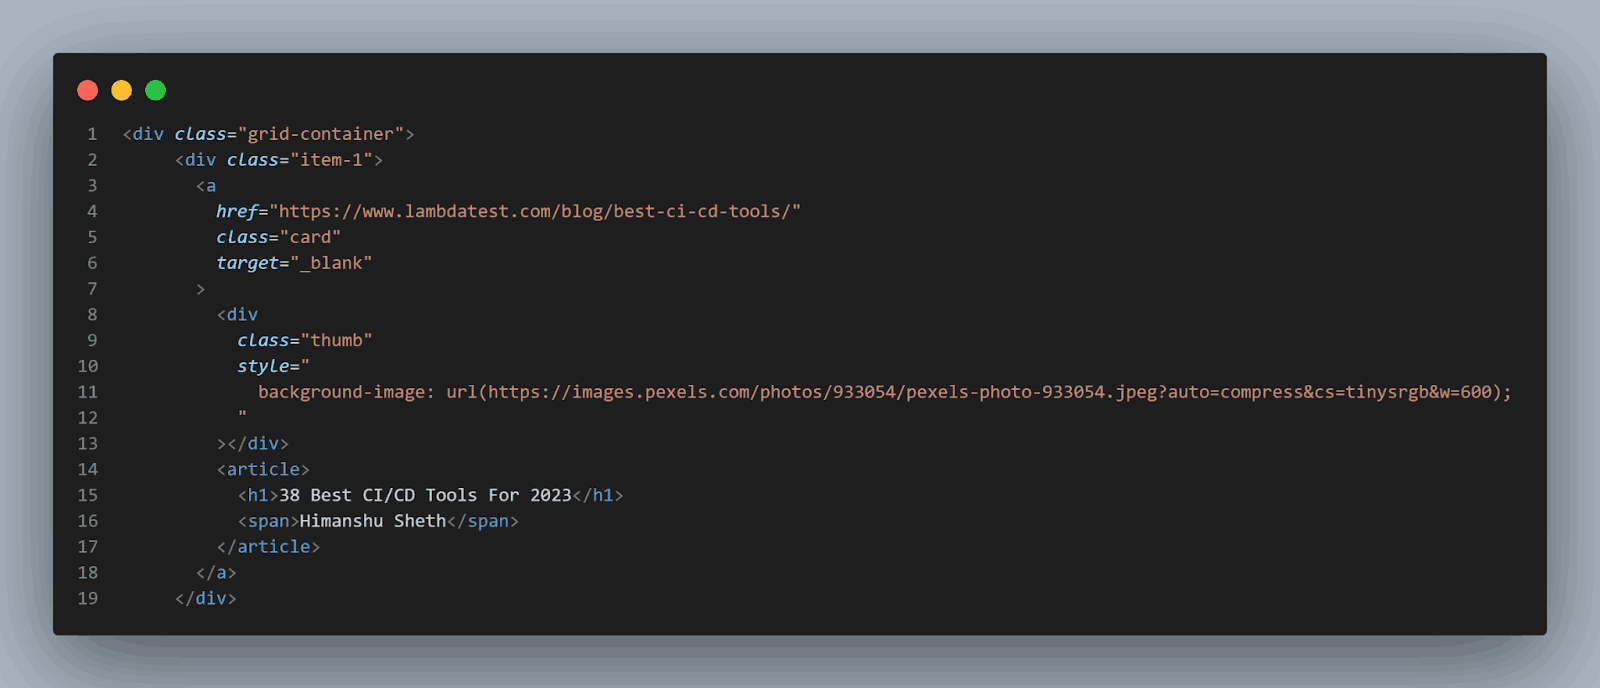 1 <div class="grid-container">
2 <div class="item-1">
3 <a
4 href="https://www.lambdatest.com/blog/best-ci-cd-tools/"
5 class="card"
6 target="_blank"
7 >
8 <div
9 class="thumb"
10 style="
11 background-image: url(https://images.pexels.com/photos/933054/pexels-photo-933054.jpeg?auto=compress&cs=tinysrgb&w=600);
12 "
13 ></div>
14 <article>
15 <h1>38 Best CI/CD Tools For 2023</h1>
16 <span>Himanshu Sheth</span>
17 </article>
18 </a>
19 </div>